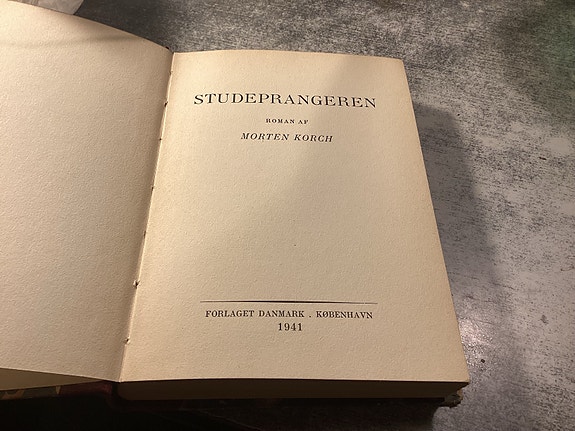 STUDEPRANGEREN
ROMAN AF
MORTEN KORCH
FORLAGET DANMARK . KØBENHAVN
1941